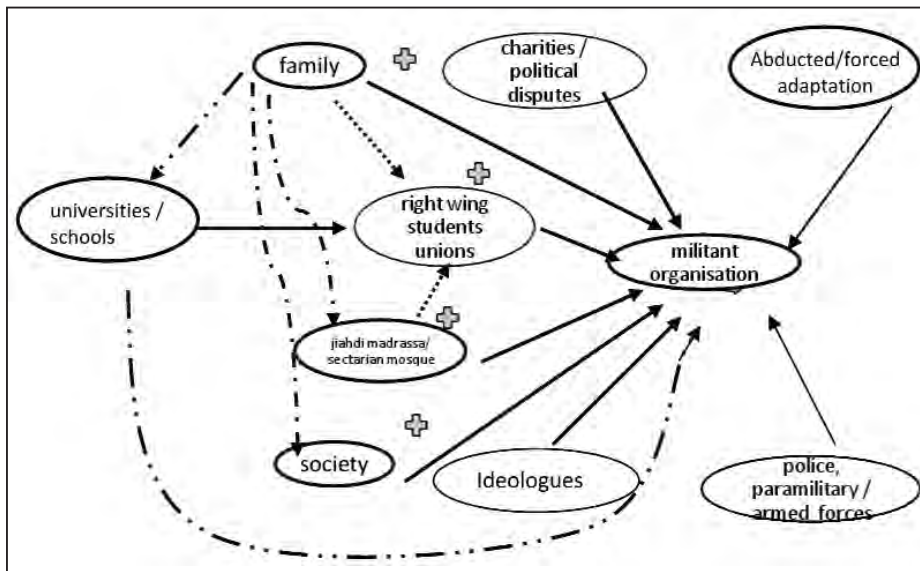 family
charities /
political
disputes
Abducted/forced
adaptation
universities /
schools
right wing
students
unions
militant
organisation
jiahdi madrassa/
sectarian mosque
society
Ideologues
police,
paramilitary /
armed forces